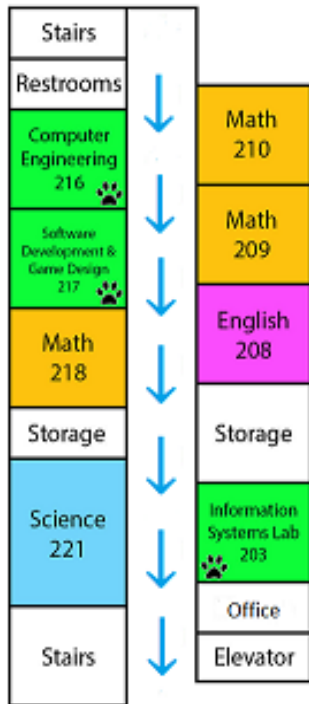 Stairs
Restrooms
Computer
Engineering
216
Software
Development &
Game Design
217
Math
218
Storage
Science
221
Stairs
Math
210
Math
209
English
208
Storage
Information
Systems Lab
203
Office
Elevator